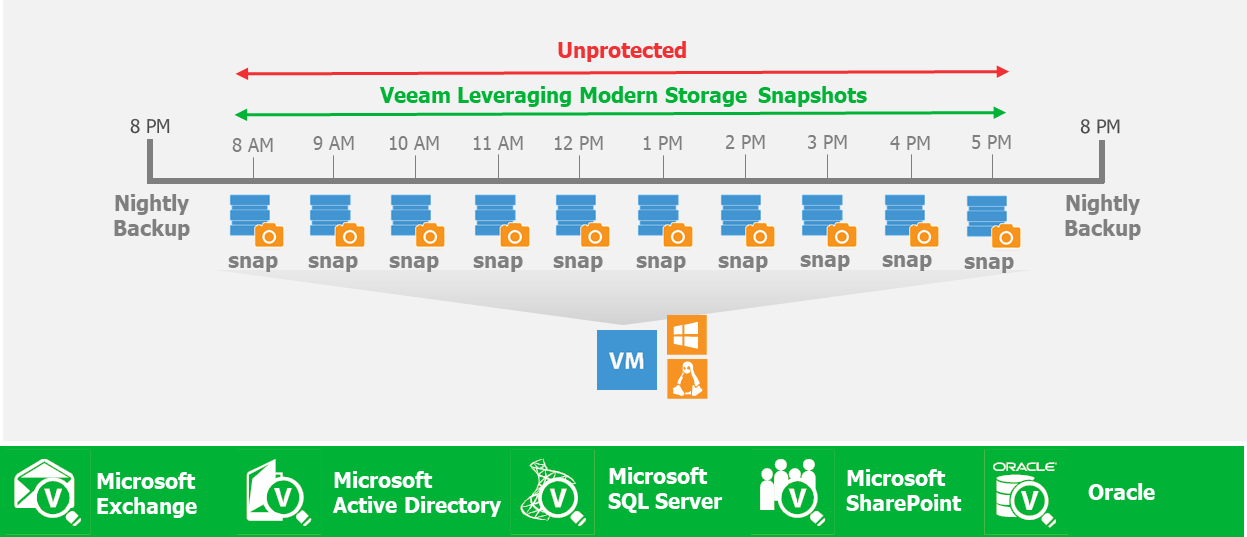 Unprotected
Veeam Leveraging Modern Storage Snapshots
8 PM
8 AM
9 AM
10 AM
11 AM
12 PM
1 PM
2 PM
3 PM
4 PM
5 PM
8 PM
Nightly
Backup
snap
snap
snap
snap
snap
snap
snap
snap
snap
snap
Nightly
Backup
VM
V
Microsoft
Exchange
V
Microsoft
Active Directory
V
Microsoft
SQL Server
V
Microsoft
SharePoint
ORACLE
V
Oracle